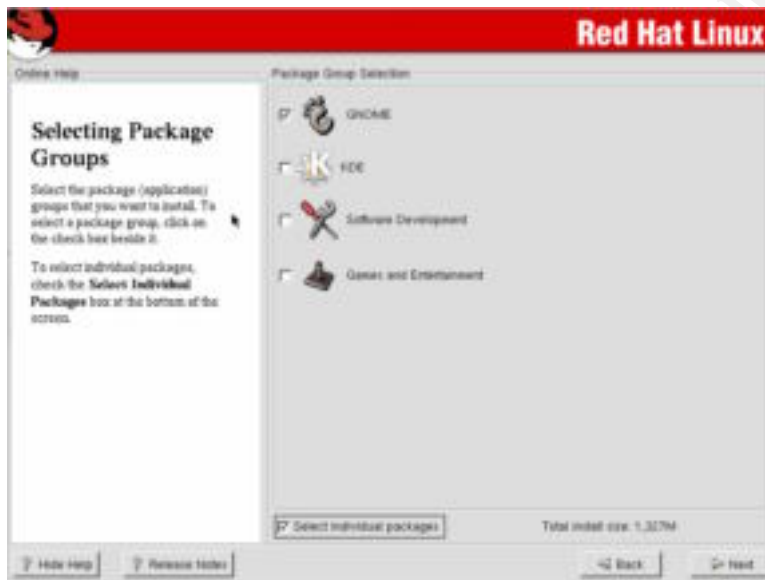 Red Hat Linux
Online Help
Package Group Selection
Selecting Package
Groups
Select the package (application)
groups that you want to install. To
select a package group, click on
the check box beside it.
To select individual packages,
check the Select Individual
Packages box at the bottom of the
screen.
GNOME
KDE
Software Development
Games and Entertainment
Select individual packages
Total install size: 1,327M
Hide Help
Release Notes
Back
Next